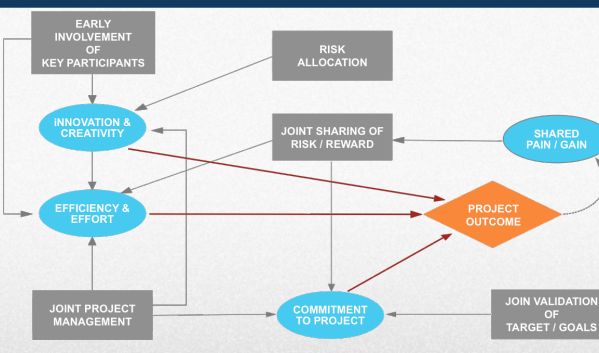 EARLY
INVOLVEMENT
OF
KEY PARTICIPANTS
RISK
ALLOCATION
INNOVATION &
CREATIVITY
JOINT SHARING OF
RISK / REWARD
SHARED
PAIN / GAIN
EFFICIENCY &
EFFORT
PROJECT
OUTCOME
JOINT PROJECT
MANAGEMENT
COMMITMENT
TO PROJECT
JOIN VALIDATION
OF
TARGET / GOALS